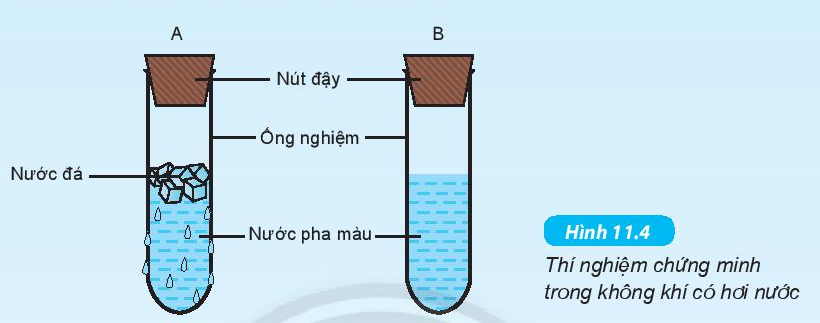 A
B
Nút đậy
Ống nghiệm
Nước đá
Nước pha màu
Hình 11.4
Thí nghiệm chứng minh
trong không khí có hơi nước